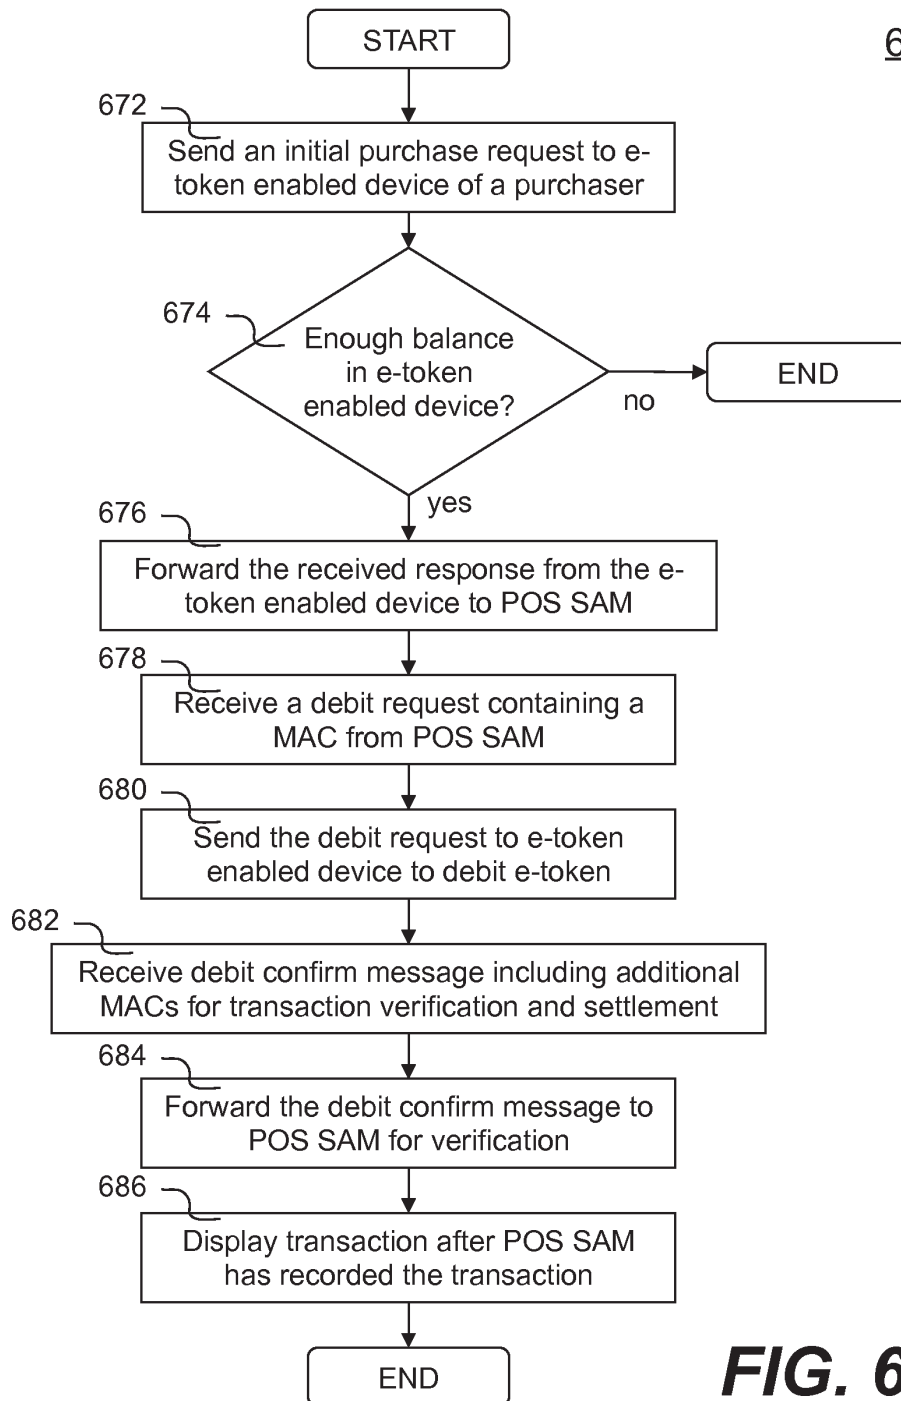 START
6
672
Send an initial purchase request to e-
token enabled device of a purchaser
674
Enough balance
in e-token
enabled device?
no
END
yes
676
Forward the received response from the e-
token enabled device to POS SAM
678
Receive a debit request containing a
MAC from POS SAM
680
Send the debit request to e-token
enabled device to debit e-token
682
Receive debit confirm message including additional
MACs for transaction verification and settlement
684
Forward the debit confirm message to
POS SAM for verification
686
Display transaction after POS SAM
has recorded the transaction
END
FIG. 6